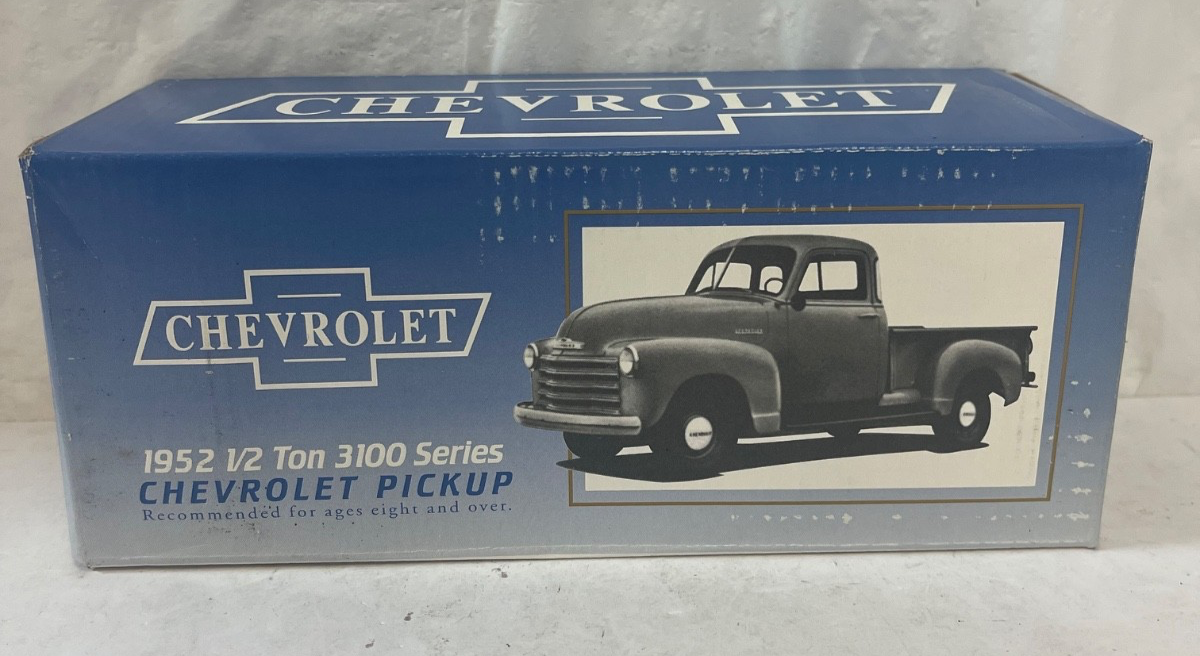 CHEVROLET
CHEVROLET
1952 1/2 Ton 3100 Series
CHEVROLET PICKUP
Recommended for ages eight and over.